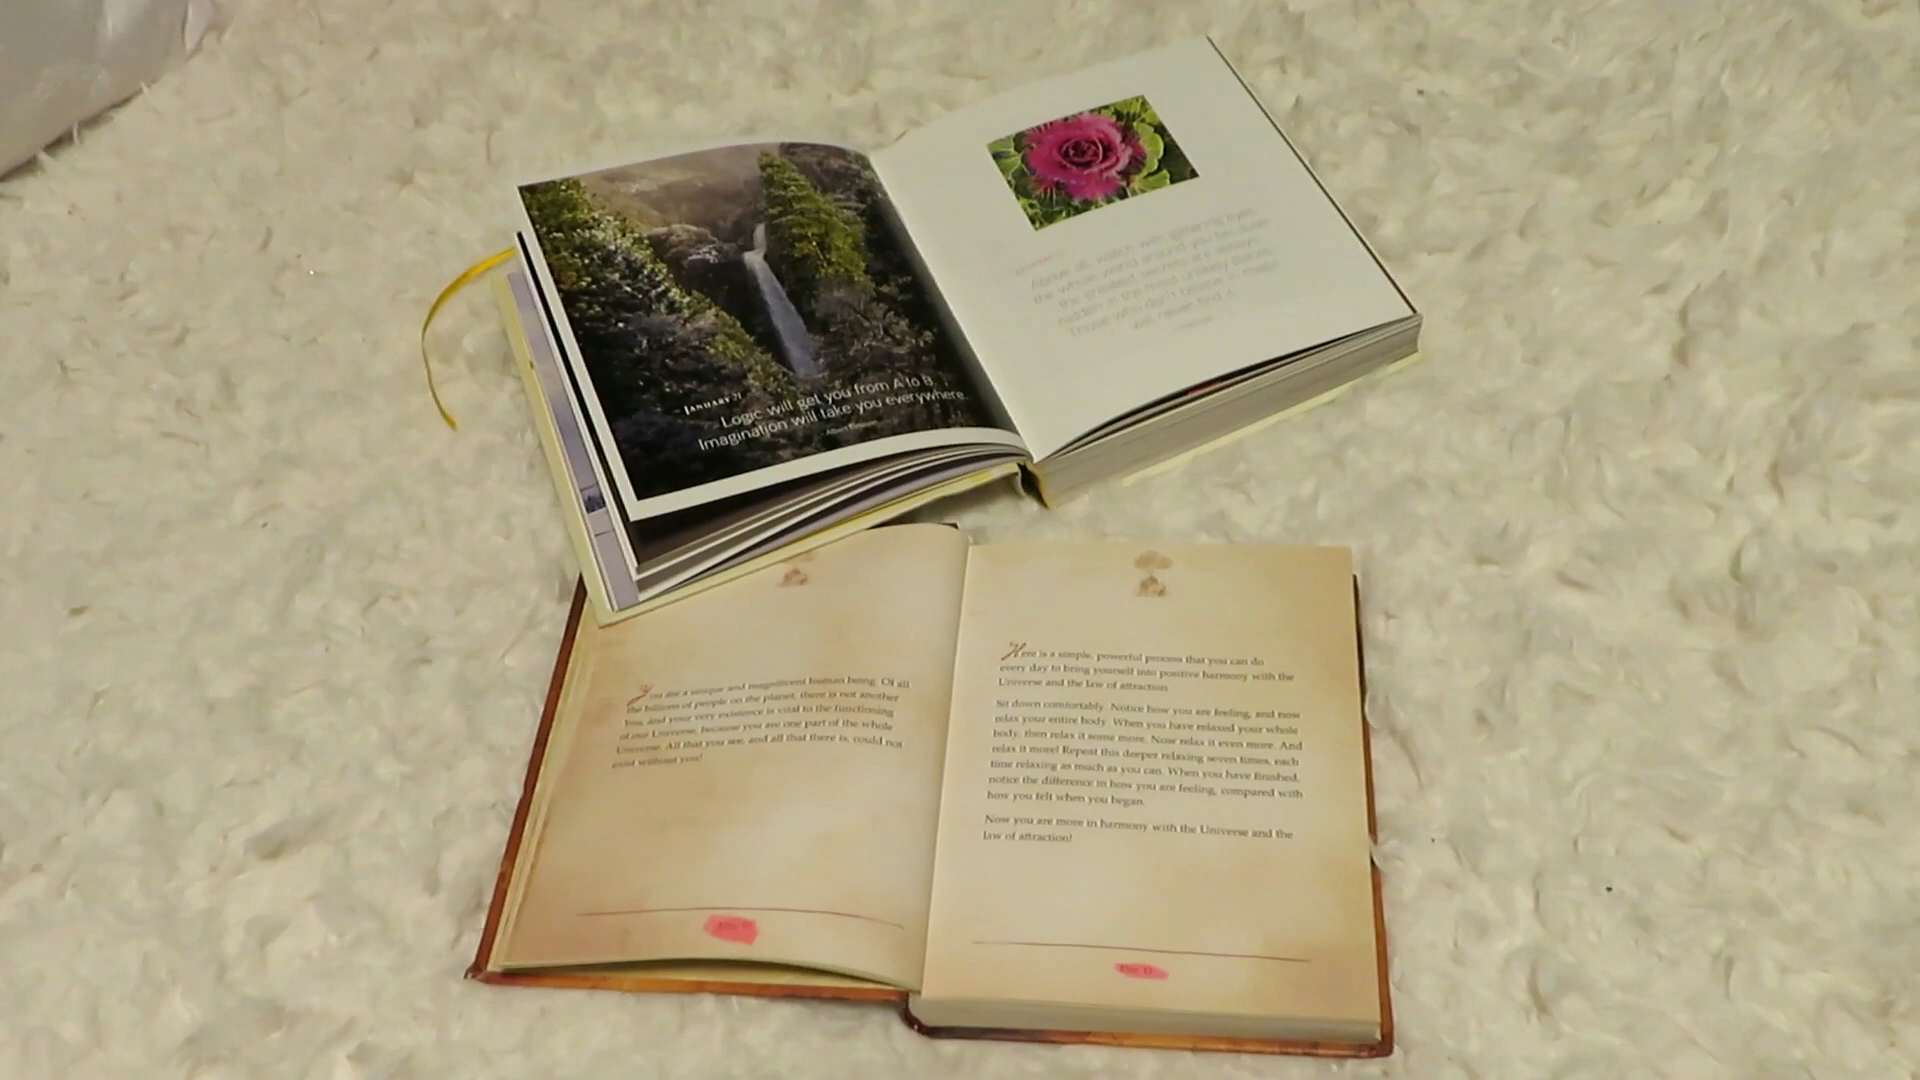 JANUARY 21
Logic will get you from A to B.
Imagination will take you everywhere.
Albert Einstein
Above all, watch with glittering eyes
the whole world around you because
the greatest secrets are always
hidden in the most unlikely places.
Those who don't believe in magic
will never find it.
You are a unique and magnificent human being. Of all
the billions of people on the planet, there is not another
you, and your very existence is vital to the functioning
of our Universe, because you are one part of the whole
Universe. All that you see, and all that there is, could not
exist without you!
Here is a simple, powerful process that you can do
every day to bring yourself into positive harmony with the
Universe and the law of attraction.
Sit down comfortably. Notice how you are feeling, and now
relax your entire body. When you have relaxed your whole
body, then relax it some more. Now relax it even more. And
relax it more! Repeat this deeper relaxing seven times, each
time relaxing as much as you can. When you have finished,
notice the difference in how you are feeling, compared with
how you felt when you began.
Now you are more in harmony with the Universe and the
law of attraction!